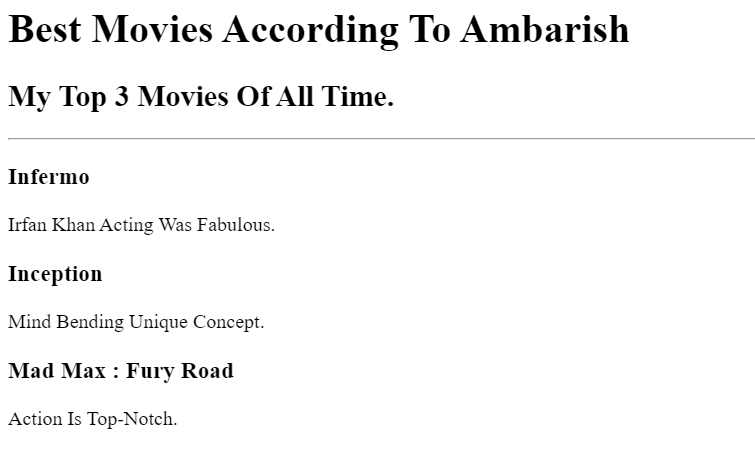 Best Movies According To Ambarish
My Top 3 Movies Of All Time.
Infermo
Irfan Khan Acting Was Fabulous.
Inception
Mind Bending Unique Concept.
Mad Max : Fury Road
Action Is Top-Notch.